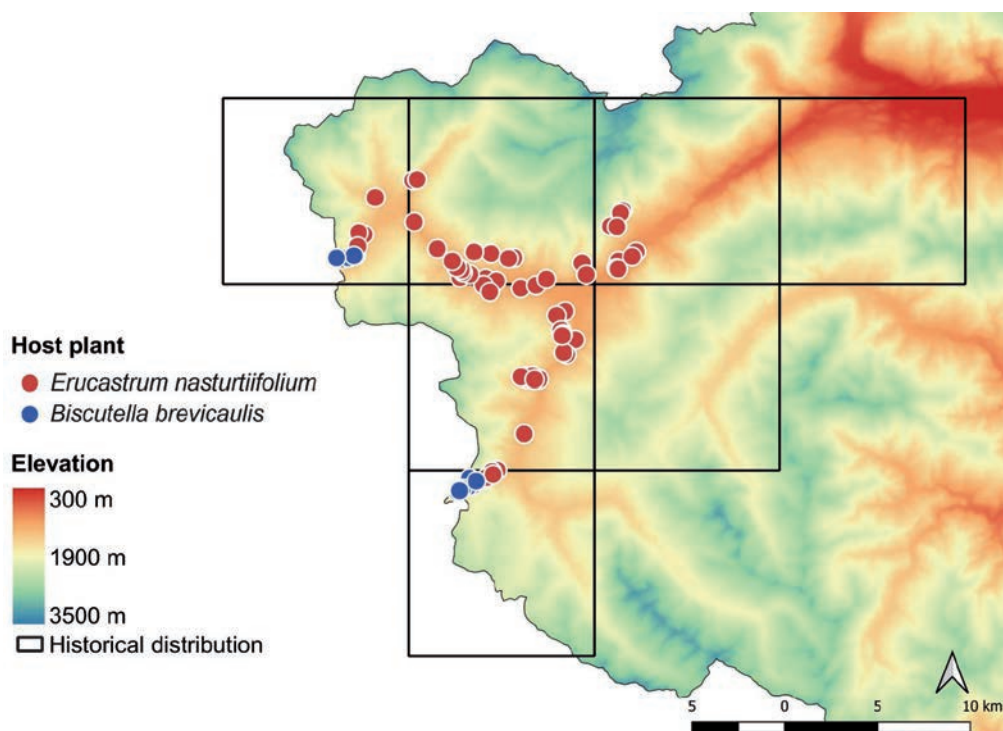 Host plant
Erucastrum nasturtiifolium
Biscutella brevicaulis
Elevation
300 m
1900 m
3500 m
Historical distribution
5 0 5 10 km